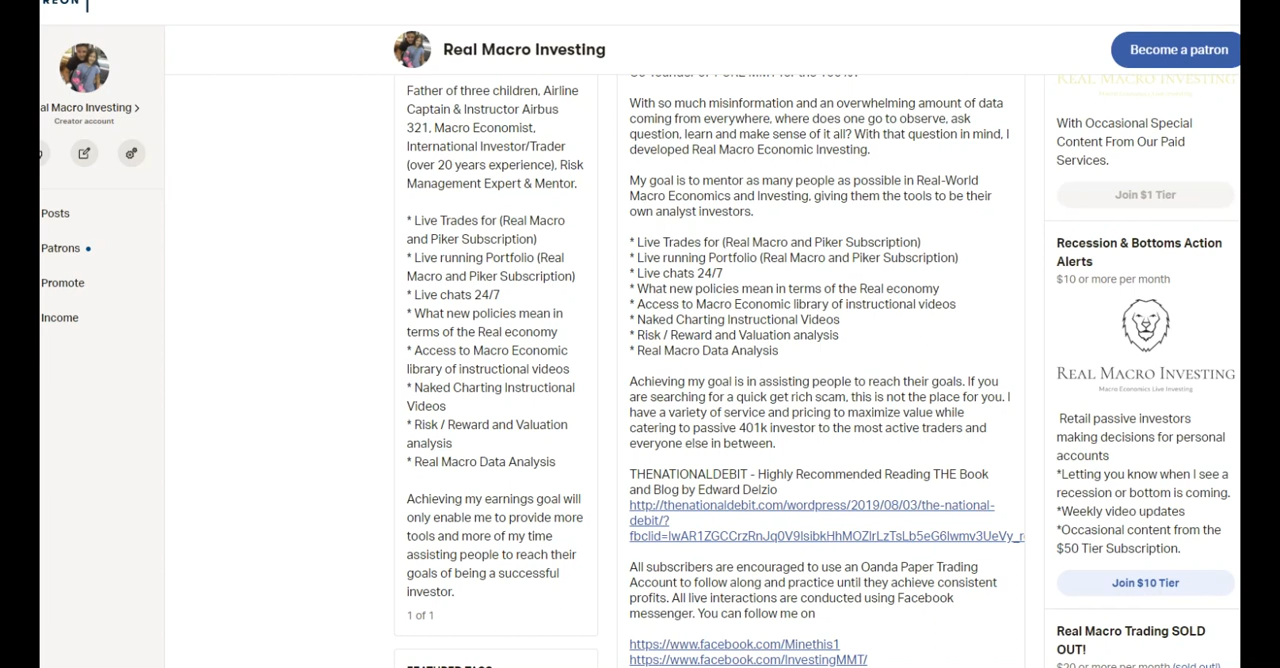 Real Macro Investing
Become a patron
al Macro Investing
Creator account
Posts
Patrons
Promote
Income
Father of three children, Airline
Captain & Instructor Airbus
321, Macro Economist,
International Investor/Trader
(over 20 years experience), Risk
Management Expert & Mentor.
* Live Trades for (Real Macro
and Piker Subscription)
* Live running Portfolio (Real
Macro and Piker Subscription)
* Live chats 24/7
* What new policies mean in
terms of the Real economy
* Access to Macro Economic
library of instructional videos
* Naked Charting Instructional
Videos
* Risk / Reward and Valuation
analysis
* Real Macro Data Analysis
Achieving my earnings goal will
only enable me to provide more
tools and more of my time
assisting people to reach their
goals of being a successful
investor.
1 of 1
With so much misinformation and an overwhelming amount of data
coming from everywhere, where does one go to observe, ask
question, learn and make sense of it all? With that question in mind, I
developed Real Macro Economic Investing.
My goal is to mentor as many people as possible in Real-World
Macro Economics and Investing, giving them the tools to be their
own analyst investors.
* Live Trades for (Real Macro and Piker Subscription)
* Live running Portfolio (Real Macro and Piker Subscription)
* Live chats 24/7
* What new policies mean in terms of the Real economy
* Access to Macro Economic library of instructional videos
* Naked Charting Instructional Videos
* Risk / Reward and Valuation analysis
* Real Macro Data Analysis
Achieving my goal is in assisting people to reach their goals. If you
are searching for a quick get rich scam, this is not the place for you. I
have a variety of service and pricing to maximize value while
catering to passive 401k investor to the most active traders and
everyone else in between.
THENATIONALDEBIT - Highly Recommended Reading THE Book
and Blog by Edward Delzio
http://thenationaldebit.com/wordpress/2019/08/03/the-national-
debit/?
All subscribers are encouraged to use an Oanda Paper Trading
Account to follow along and practice until they achieve consistent
profits. All live interactions are conducted using Facebook
messenger. You can follow me on
https://www.facebook.com/Minethis1
https://www.facebook.com/InvestingMMT/
REAL MACRO INVESTING
With Occasional Special
Content From Our Paid
Services.
Join $1 Tier
Recession & Bottoms Action
Alerts
$10 or more per month
REAL MACRO INVESTING
Macro Economics Live Investing
Retail passive investors
making decisions for personal
accounts
*Letting you know when I see a
recession or bottom is coming.
*Weekly video updates
*Occasional content from the
$50 Tier Subscription.
Join $10 Tier
Real Macro Trading SOLD
OUT!
$20 or more per month (sold out!)